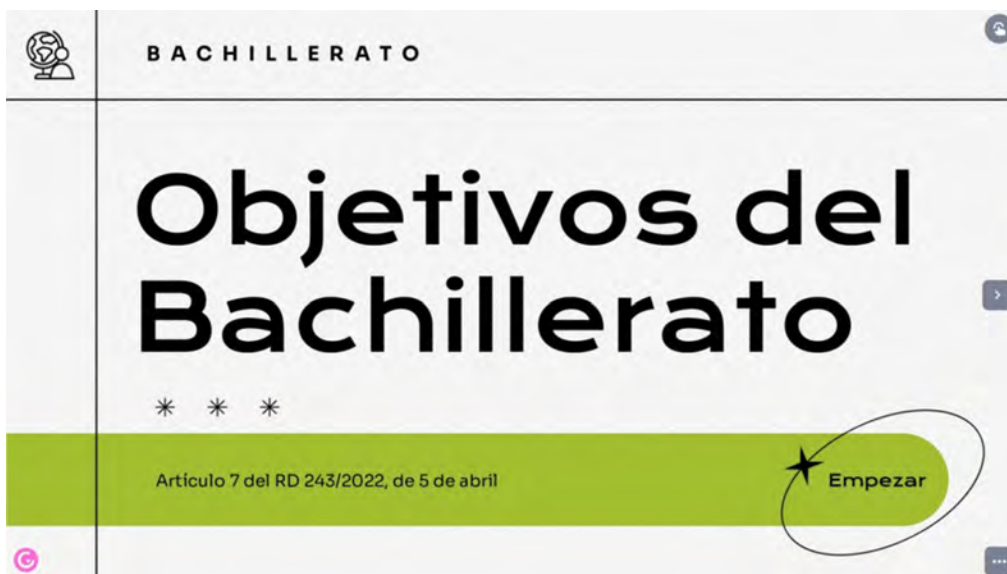 BACHILLERATO
Objetivos del
Bachillerato
Artículo 7 del RD 243/2022, de 5 de abril
Empezar